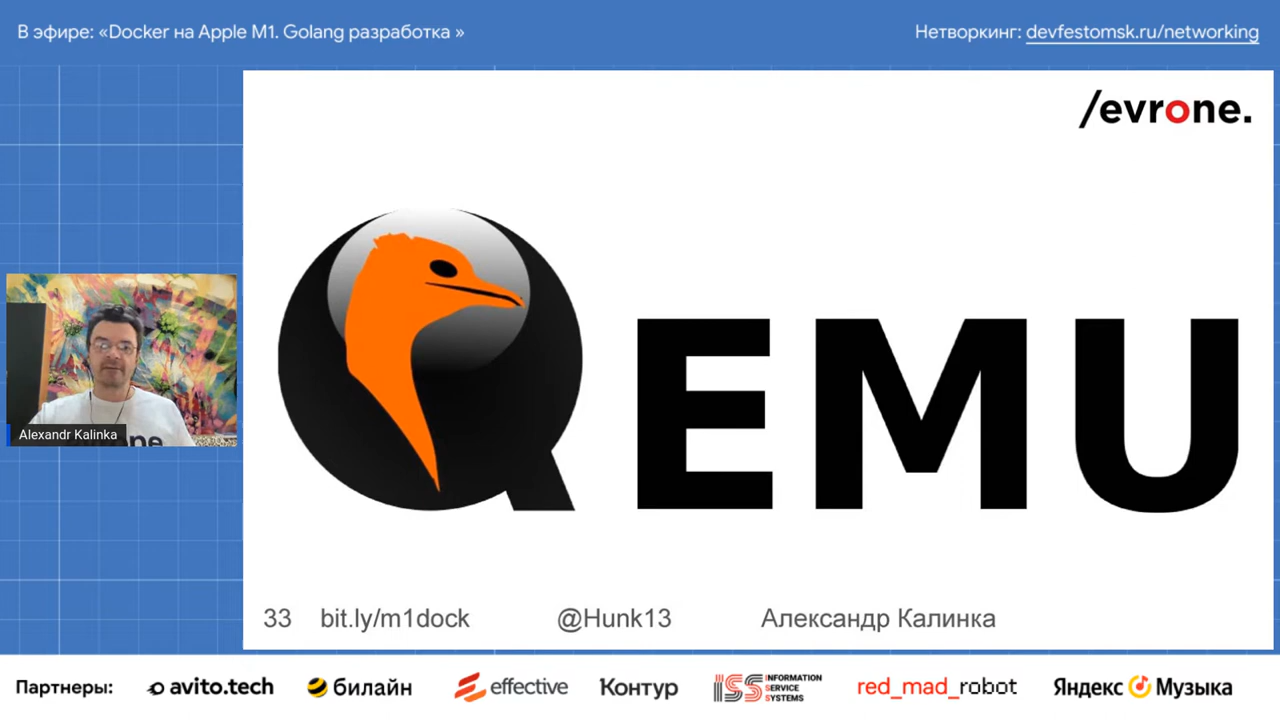 В эфире: «Docker на Apple M1. Golang разработка »
Нетворкинг: devfestomsk.ru/networking
/evrone.
QEMU
Alexandr Kalinka
33 bit.ly/m1dock @Hunk13 Александр Калинка
Партнеры: avito.tech билайн effective Контур ISS INFORMATION SERVICE SYSTEMS red_mad_robot Яндекс Музыка